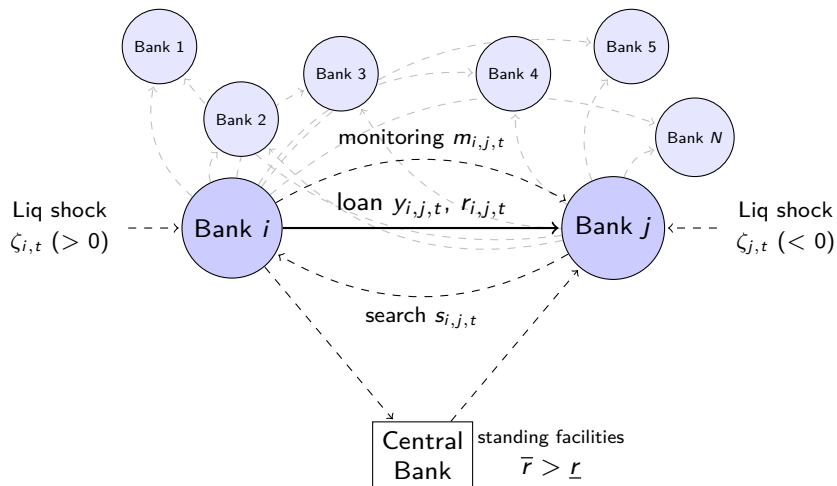 Bank 1
Bank 5
Bank 3
Bank 4
Bank 2
Bank N
monitoring m_{i,j,t}
loan y_{i,j,t}, r_{i,j,t}
Liq shock
ζ_{i,t} (> 0)
Bank i
Bank j
Liq shock
ζ_{j,t} (< 0)
search s_{i,j,t}
Central
Bank
standing facilities
r̅ > r̲